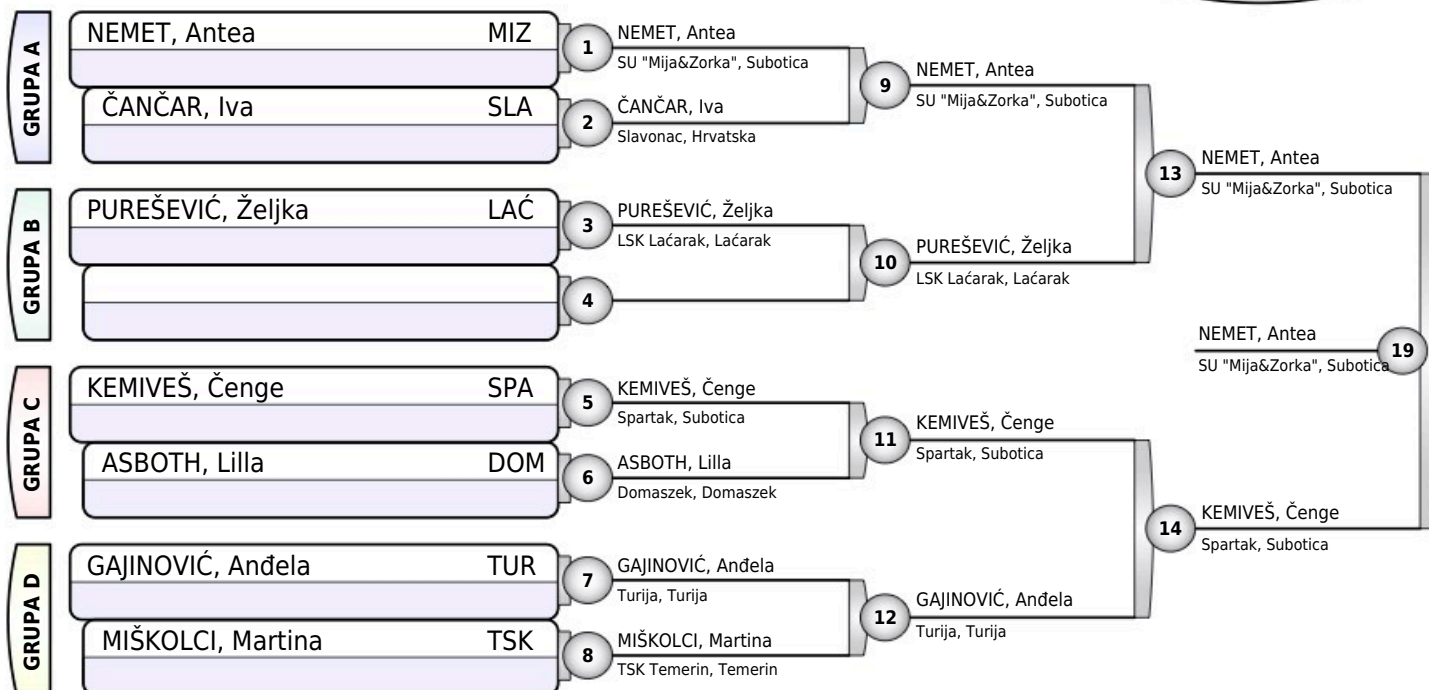 GRUPA A
NEMET, Antea MIZ
ČANČAR, Iva SLA
GRUPA B
PUREŠEVIĆ, Željka LAĆ
GRUPA C
KEMIVEŠ, Čenge SPA
ASBOTH, Lilla DOM
GRUPA D
GAJINOVIĆ, Anđela TUR
MIŠKOLCI, Martina TSK
1
NEMET, Antea
SU "Mija&Zorka", Subotica
2
ČANČAR, Iva
Slavonac, Hrvatska
3
PUREŠEVIĆ, Željka
LSK Laćarak, Laćarak
4
5
KEMIVEŠ, Čenge
Spartak, Subotica
6
ASBOTH, Lilla
Domaszek, Domaszek
7
GAJINOVIĆ, Anđela
Turija, Turija
8
MIŠKOLCI, Martina
TSK Temerin, Temerin
9
NEMET, Antea
SU "Mija&Zorka", Subotica
10
PUREŠEVIĆ, Željka
LSK Laćarak, Laćarak
11
KEMIVEŠ, Čenge
Spartak, Subotica
12
GAJINOVIĆ, Anđela
Turija, Turija
13
NEMET, Antea
SU "Mija&Zorka", Subotica
14
KEMIVEŠ, Čenge
Spartak, Subotica
NEMET, Antea
SU "Mija&Zorka", Subotica
19